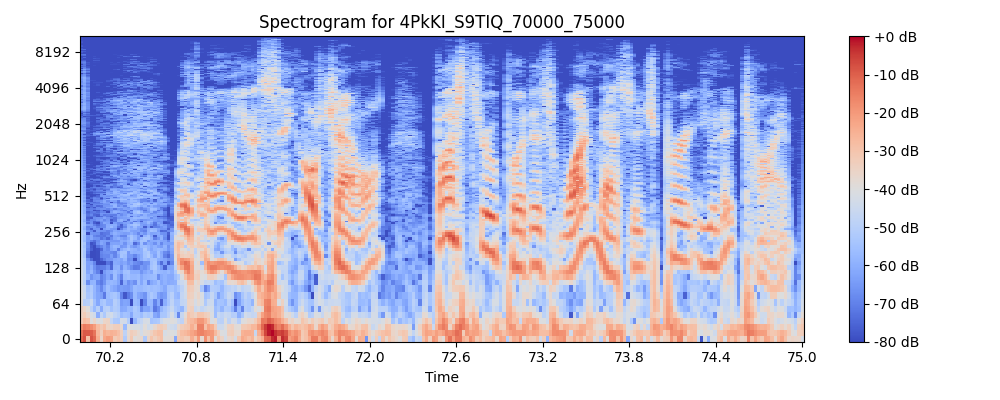 Spectrogram for 4PkKI_S9TIQ_70000_75000
Hz
8192
4096
2048
1024
512
256
128
64
0
70.2 70.8 71.4 72.0 72.6 73.2 73.8 74.4 75.0
Time
+0 dB
-10 dB
-20 dB
-30 dB
-40 dB
-50 dB
-60 dB
-70 dB
-80 dB